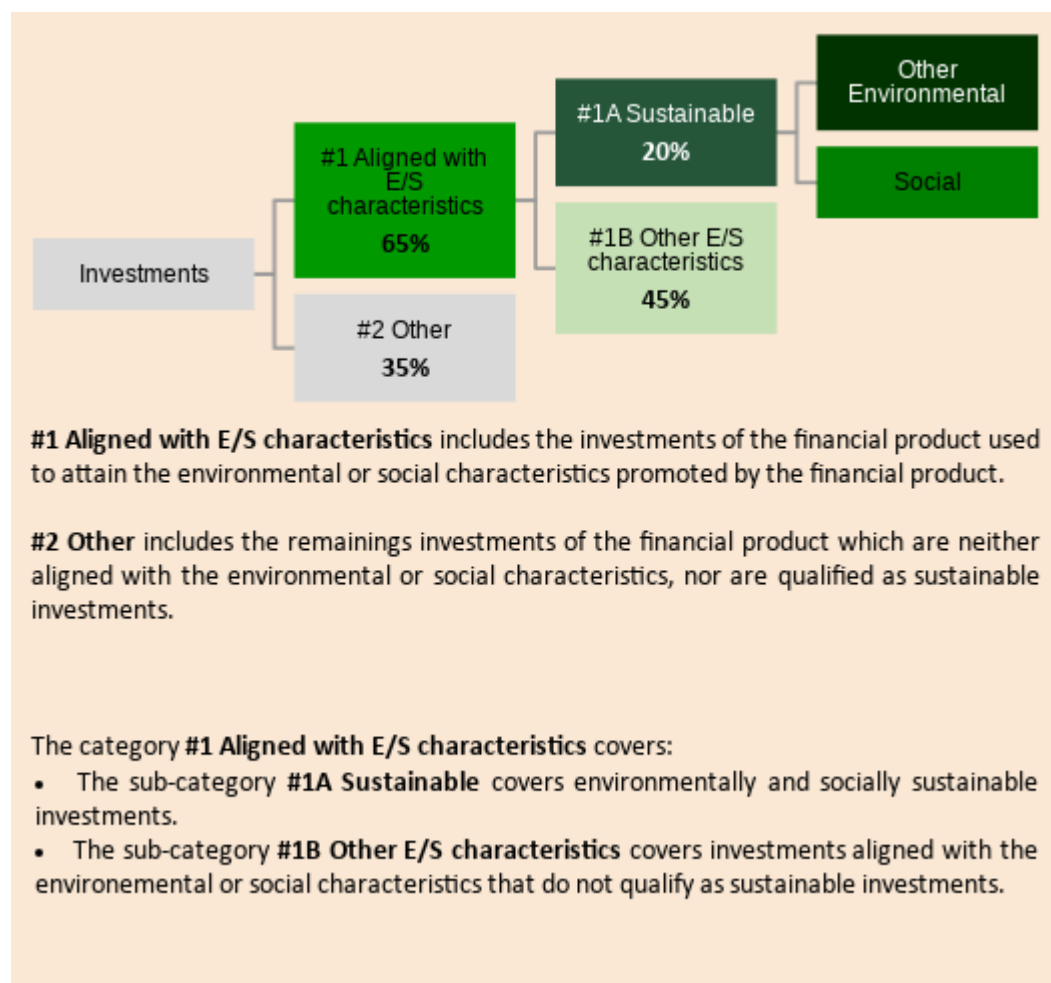 Other
Environmental
#1A Sustainable
20%
#1 Aligned with
E/S
characteristics
65%
Social
#1B Other E/S
characteristics
45%
Investments
#2 Other
35%
#1 Aligned with E/S characteristics includes the investments of the financial product used
to attain the environmental or social characteristics promoted by the financial product.
#2 Other includes the remainings investments of the financial product which are neither
aligned with the environmental or social characteristics, nor are qualified as sustainable
investments.
The category #1 Aligned with E/S characteristics covers:
• The sub-category #1A Sustainable covers environmentally and socially sustainable
investments.
• The sub-category #1B Other E/S characteristics covers investments aligned with the
environemental or social characteristics that do not qualify as sustainable investments.